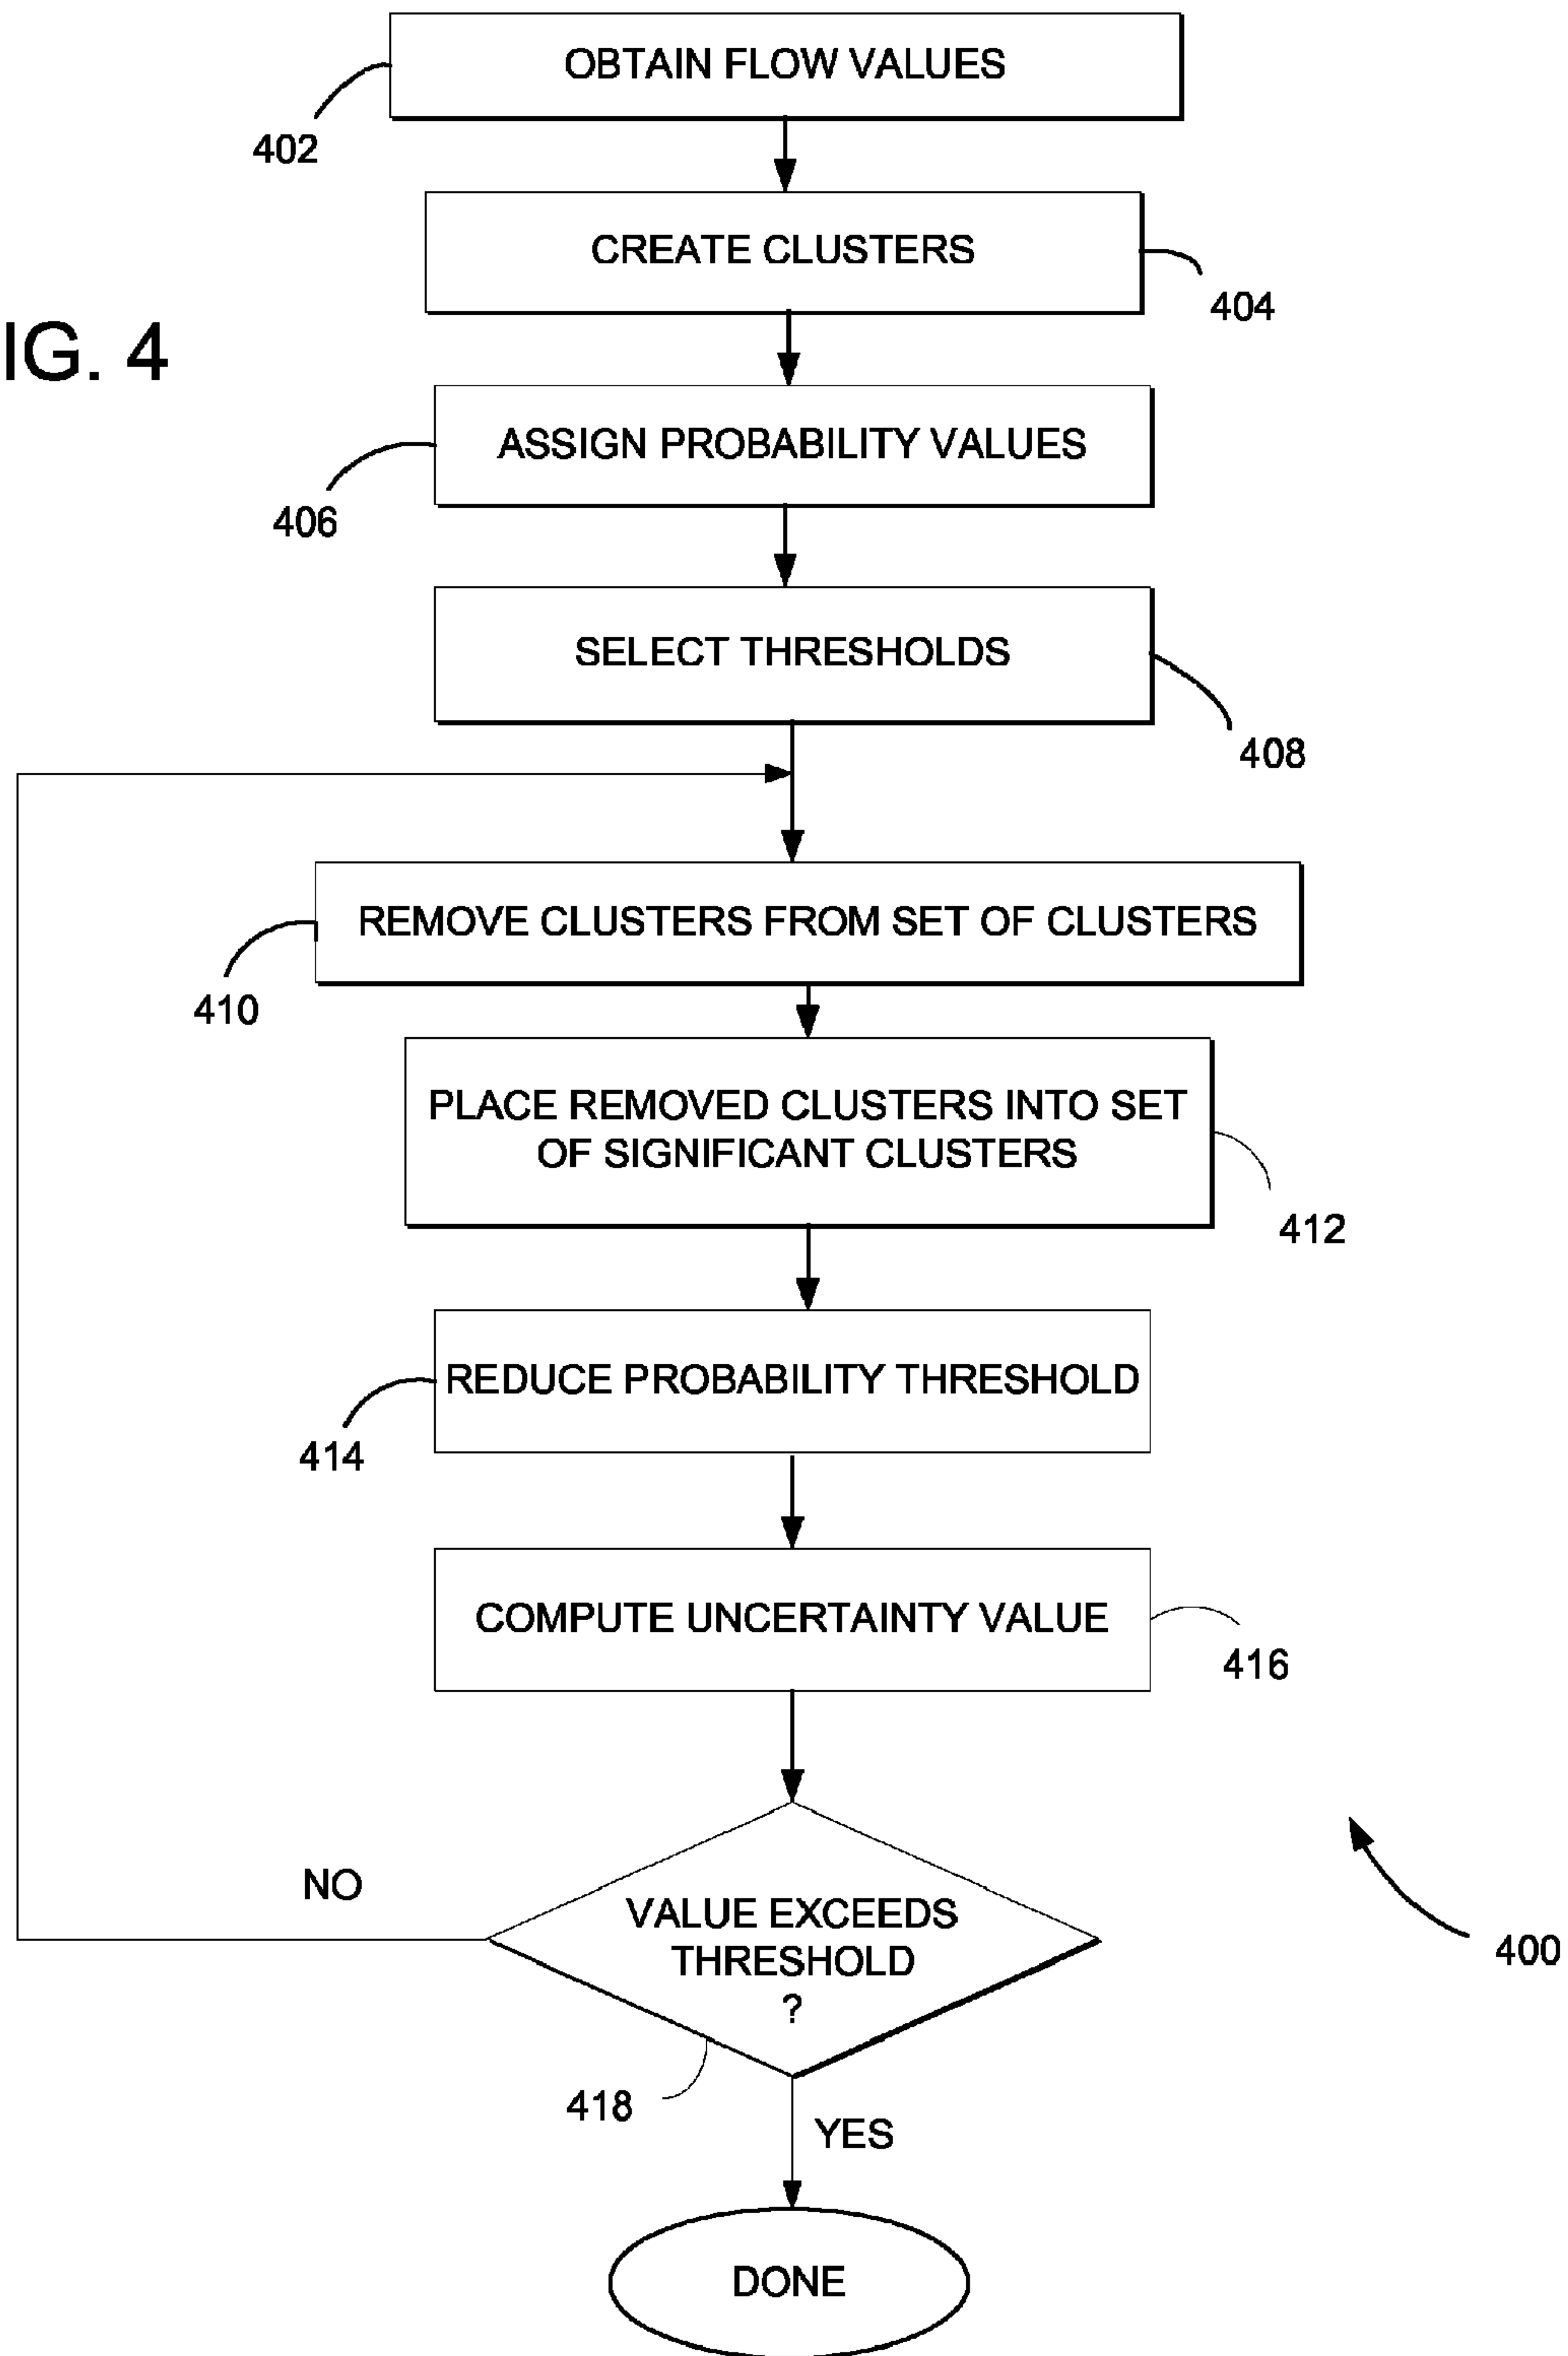 OBTAIN FLOW VALUES
402
CREATE CLUSTERS
404
IG. 4
ASSIGN PROBABILITY VALUES
406
SELECT THRESHOLDS
408
REMOVE CLUSTERS FROM SET OF CLUSTERS
410
PLACE REMOVED CLUSTERS INTO SET
OF SIGNIFICANT CLUSTERS
412
REDUCE PROBABILITY THRESHOLD
414
COMPUTE UNCERTAINTY VALUE
416
NO
VALUE EXCEEDS
THRESHOLD
?
400
418
YES
DONE